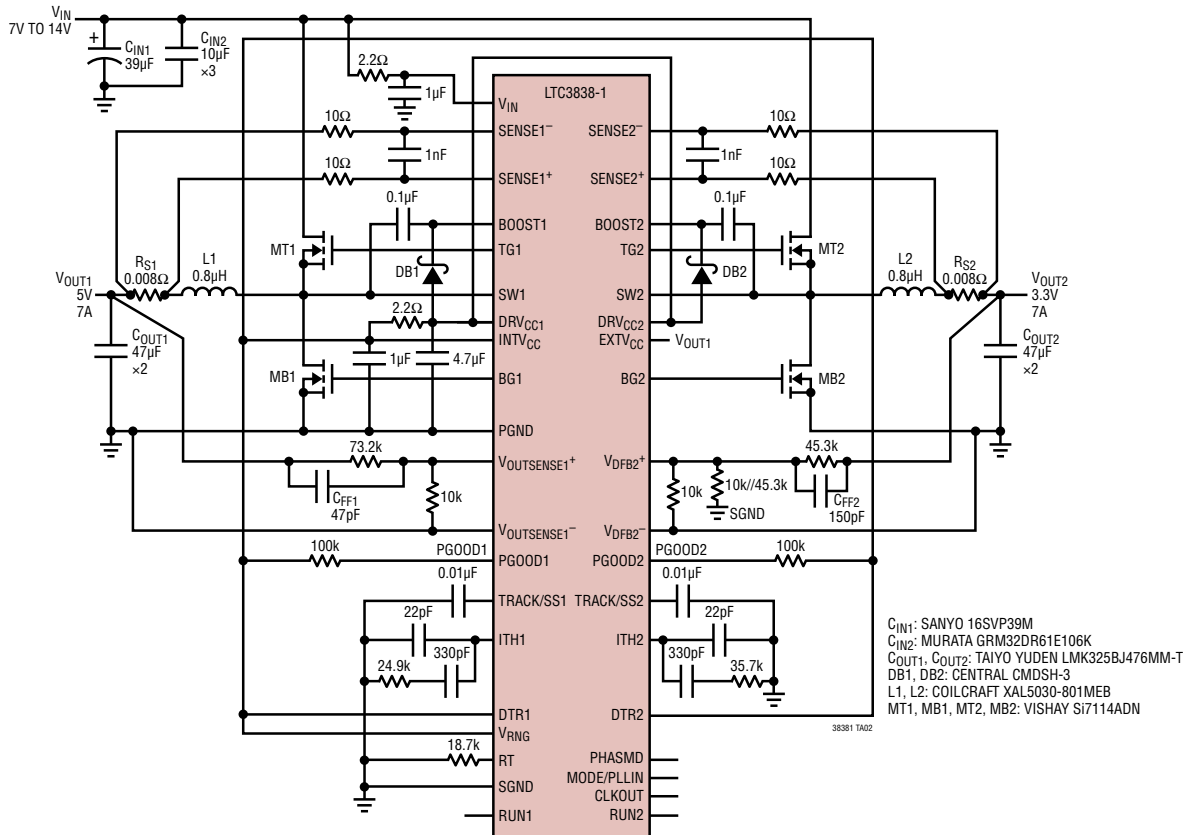 VIN
7V TO 14V
+
CIN1
39µF
CIN2
10µF
×3
2.2Ω
1µF
LTC3838-1
VIN
10Ω
SENSE1–
SENSE2–
10Ω
1nF
1nF
10Ω
SENSE1+
SENSE2+
10Ω
0.1µF
0.1µF
BOOST1
BOOST2
MT1
TG1
TG2
MT2
DB1
DB2
VOUT1
5V
7A
RS1
0.008Ω
L1
0.8µH
SW1
SW2
L2
0.8µH
RS2
0.008Ω
VOUT2
3.3V
7A
2.2Ω
DRVCC1
DRVCC2
INTVCC
EXTVCC
VOUT1
COUT1
47µF
×2
1µF
4.7µF
COUT2
47µF
×2
MB1
BG1
BG2
MB2
PGND
73.2k
45.3k
VOUTSENSE1+
VDFB2+
CFF1
47pF
10k
10k
10k//45.3k
SGND
CFF2
150pF
VOUTSENSE1–
VDFB2–
100k
PGOOD1
PGOOD1
PGOOD2
PGOOD2
100k
0.01µF
0.01µF
TRACK/SS1
TRACK/SS2
22pF
22pF
ITH1
ITH2
330pF
330pF
24.9k
35.7k
DTR1
DTR2
VRNG
18.7k
RT
PHASMD
MODE/PLLIN
SGND
CLKOUT
RUN1
RUN2
38381 TA02
CIN1: SANYO 16SVP39M
CIN2: MURATA GRM32DR61E106K
COUT1, COUT2: TAIYO YUDEN LMK325BJ476MM-T
DB1, DB2: CENTRAL CMDSH-3
L1, L2: COILCRAFT XAL5030-801MEB
MT1, MB1, MT2, MB2: VISHAY Si7114ADN